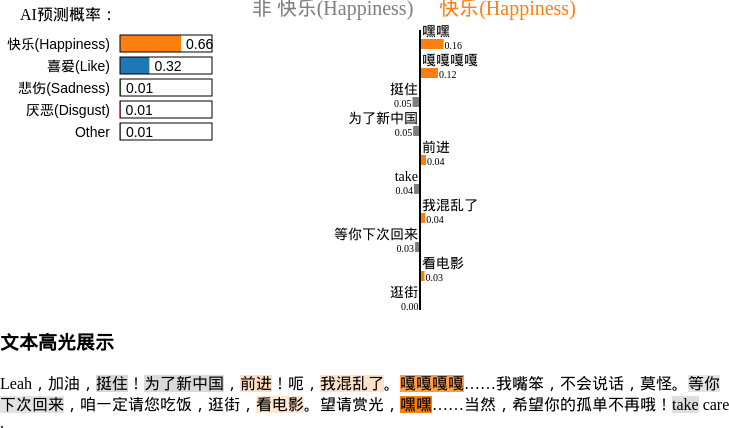 AI预测概率：
快乐(Happiness) 0.66
喜爱(Like) 0.32
悲伤(Sadness) 0.01
厌恶(Disgust) 0.01
Other 0.01
非 快乐(Happiness) 快乐(Happiness)
嘿嘿
0.16
嘎嘎嘎嘎
0.12
挺住
0.05
为了新中国
0.05
前进
0.04
take
0.04
我混乱了
0.04
等你下次回来
0.03
看电影
0.03
逛街
0.00
文本高光展示
Leah，加油，挺住！为了新中国，前进！呃，我混乱了。嘎嘎嘎嘎……我嘴笨，不会说话，莫怪。等你
下次回来，咱一定请您吃饭，逛街，看电影。望请赏光，嘿嘿……当然，希望你的孤单不再哦！take care
.